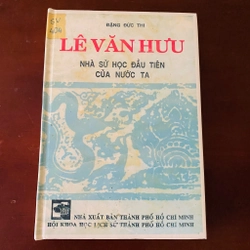 ĐẶNG ĐỨC THI
LÊ VĂN HƯU
NHÀ SỬ HỌC ĐẦU TIÊN
CỦA NƯỚC TA
NHÀ XUẤT BẢN THÀNH PHỐ HỒ CHÍ MINH
HỘI KHOA HỌC LỊCH SỬ THÀNH PHỐ HỒ CHÍ MINH